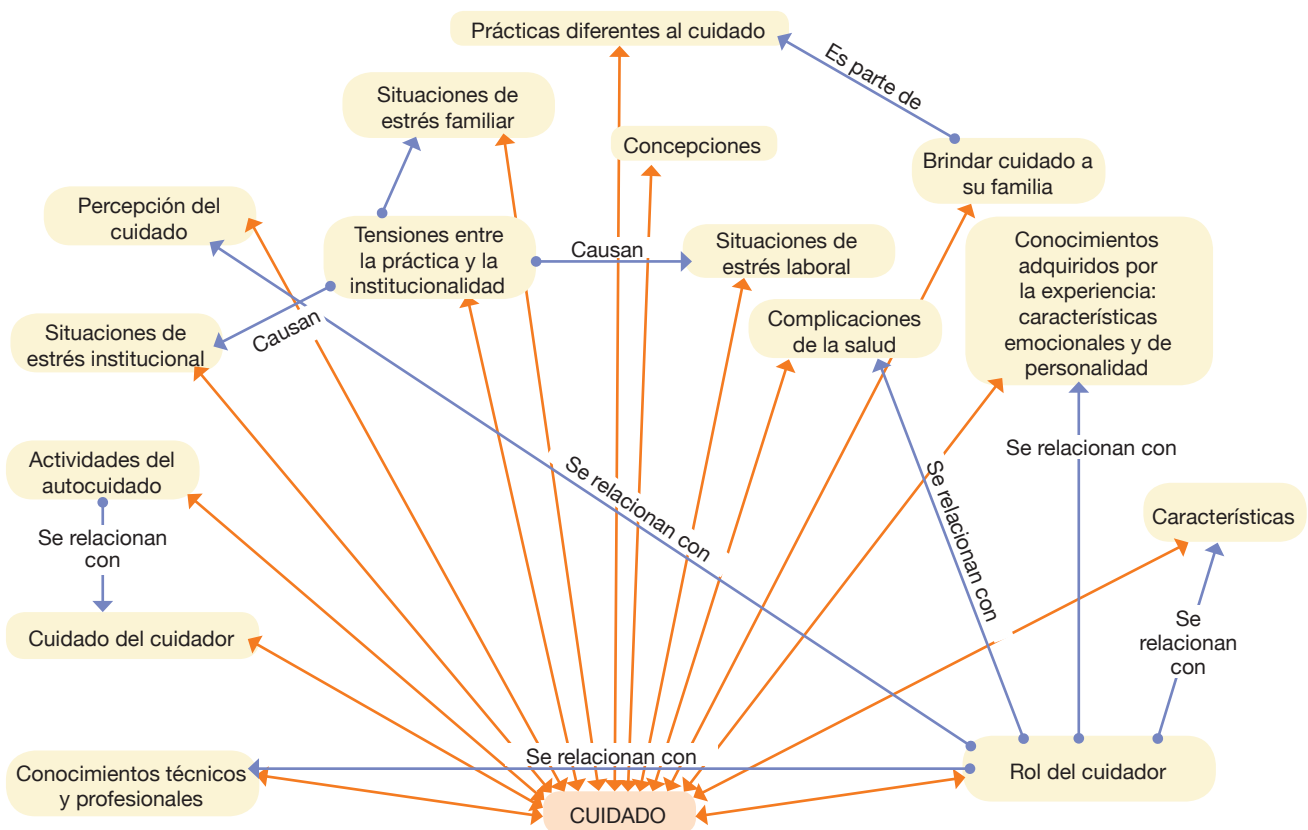 Prácticas diferentes al cuidado
Es parte de
Situaciones de
estrés familiar
Concepciones
Brindar cuidado a
su familia
Percepción del
cuidado
Tensiones entre
la práctica y la
institucionalidad
Causan
Situaciones de
estrés laboral
Conocimientos
adquiridos por
la experiencia:
características
emocionales y de
personalidad
Situaciones de
estrés institucional
Causan
Complicaciones
de la salud
Actividades del
autocuidado
Se relacionan con
Se relacionan con
Se relacionan con
Características
Se relacionan
con
Cuidado del cuidador
Se
relacionan
con
Conocimientos técnicos
y profesionales
Se relacionan con
Rol del cuidador
CUIDADO